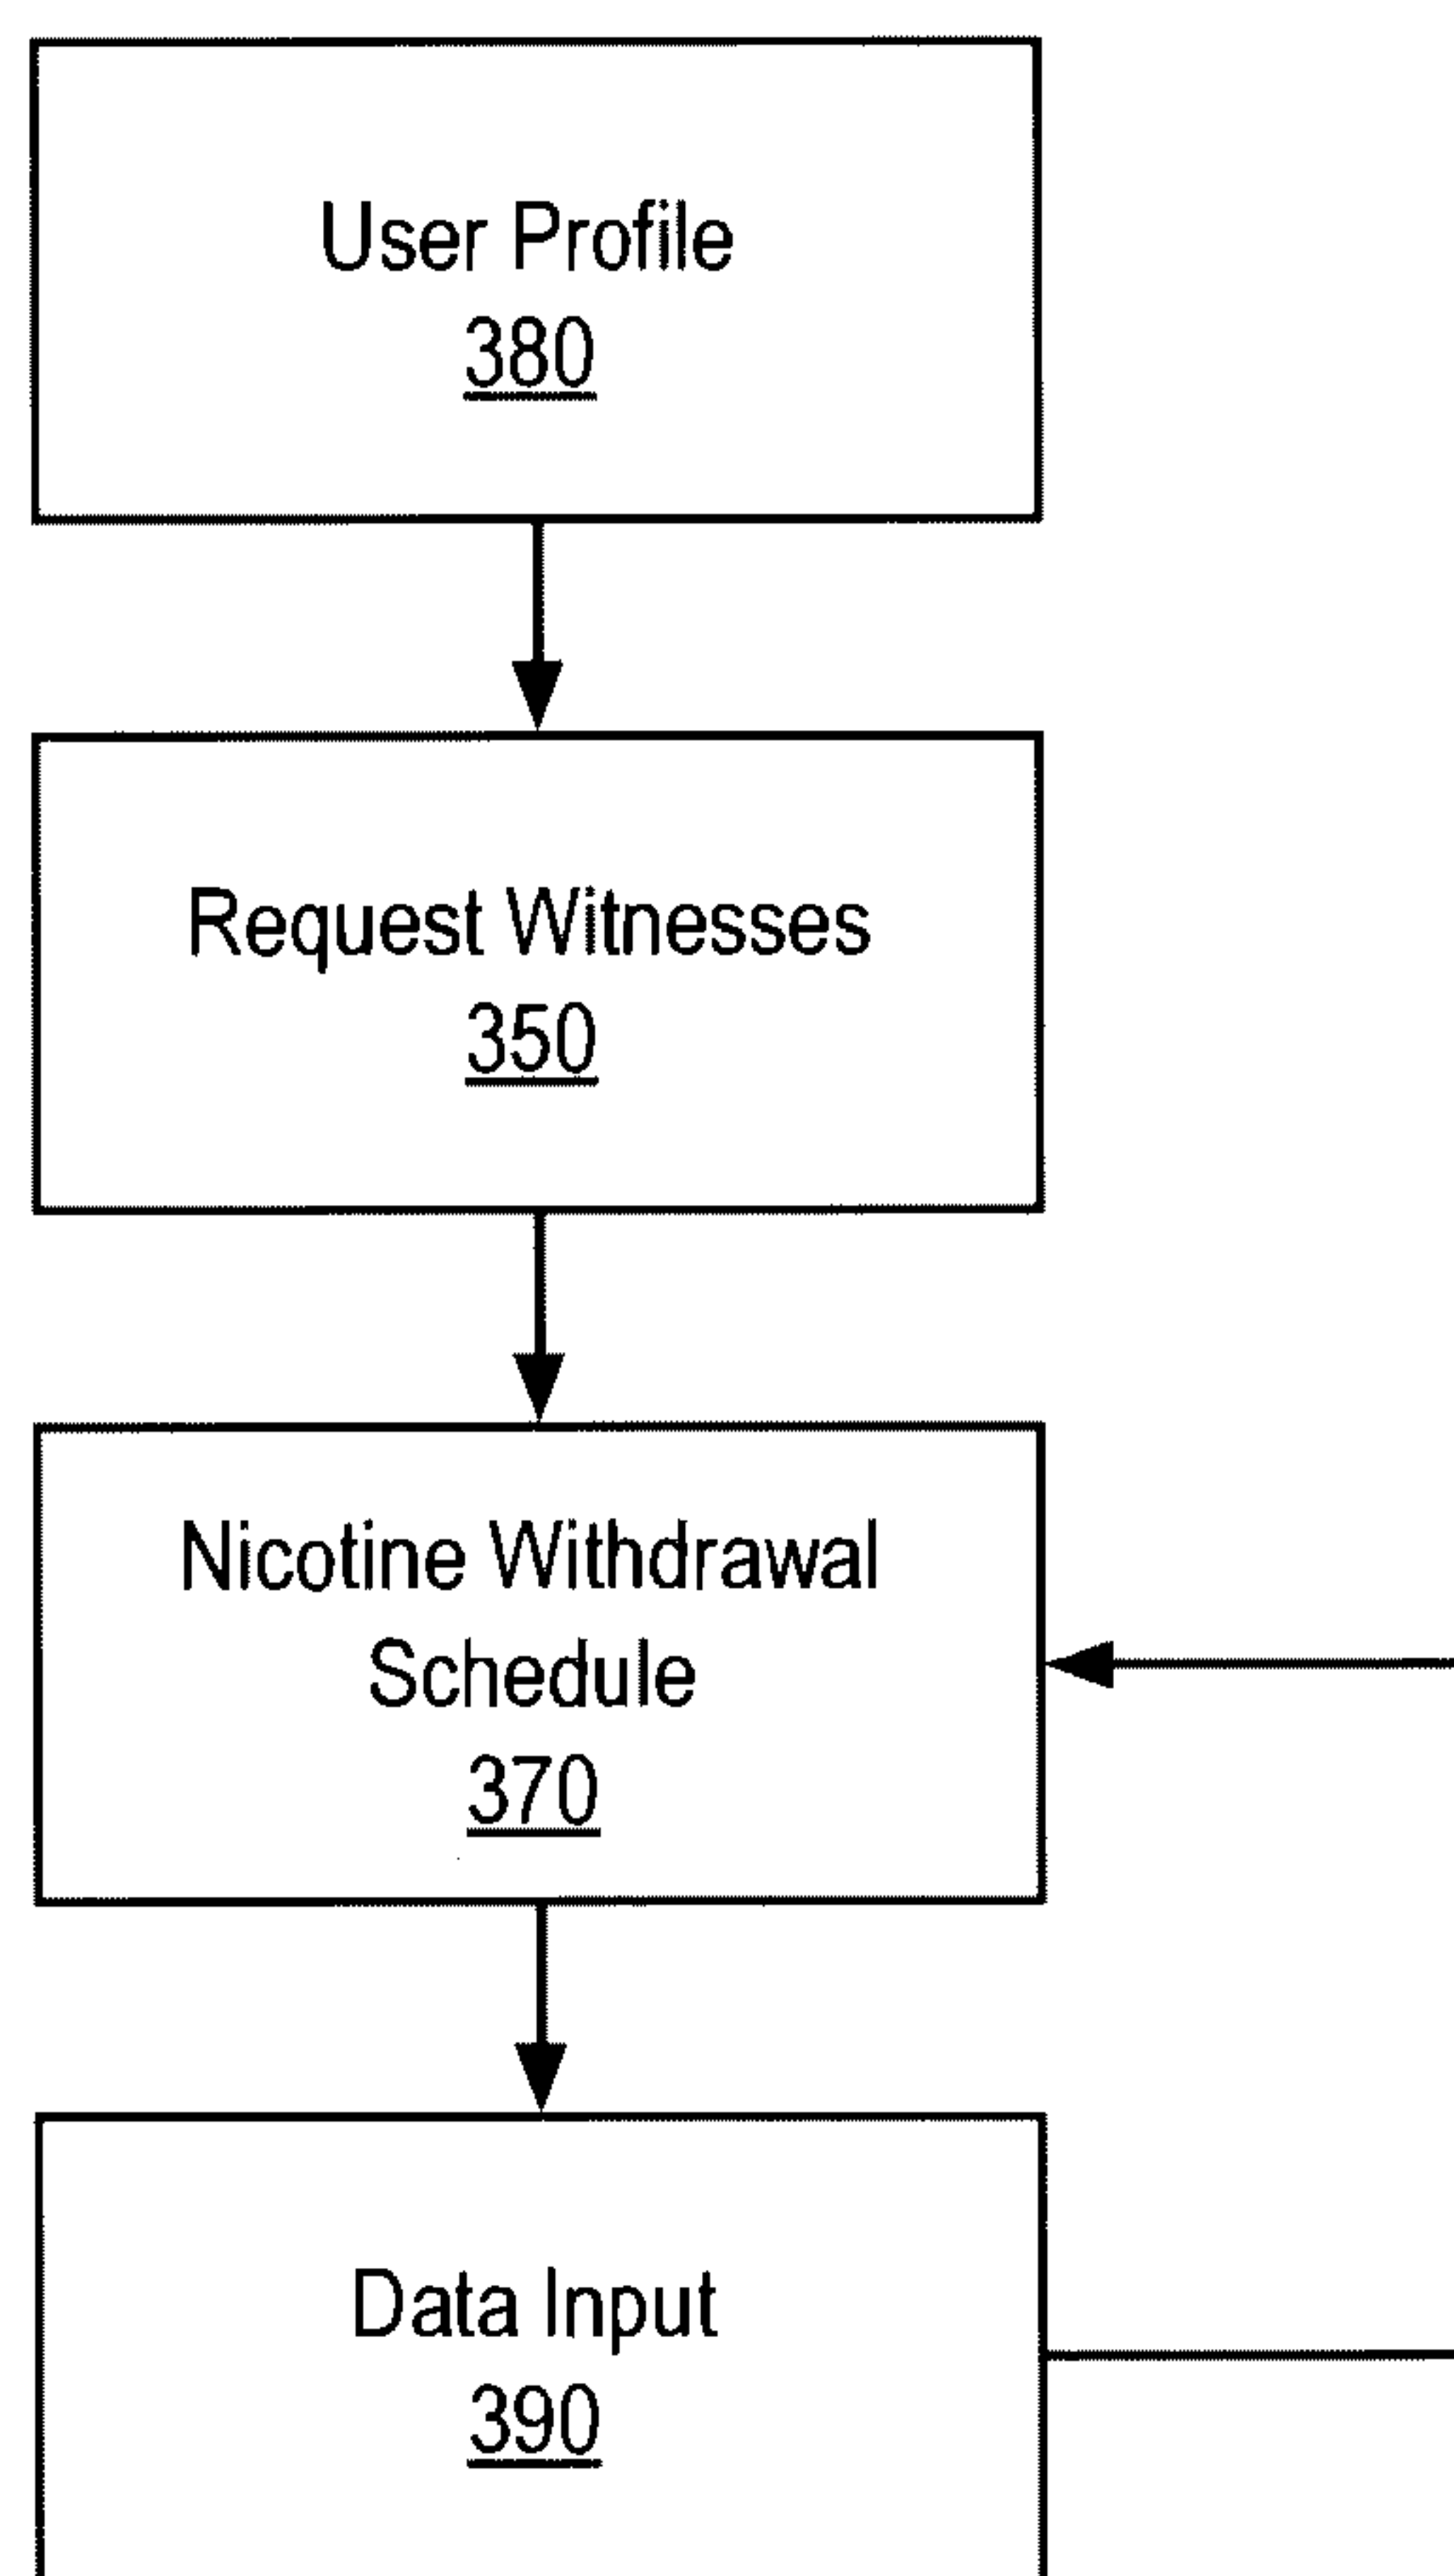 User Profile
380
Request Witnesses
350
Nicotine Withdrawal
Schedule
370
Data Input
390